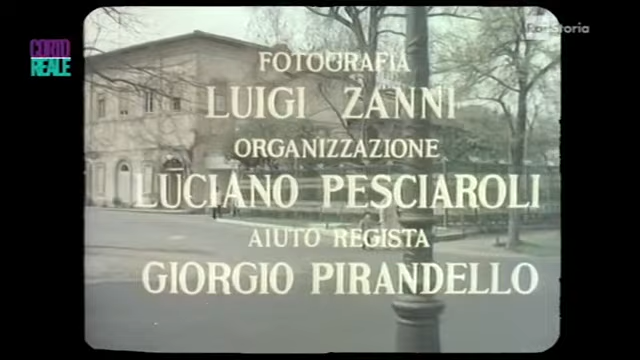 CORTO
REALE
Rai Storia
FOTOGRAFIA
LUIGI ZANNI
ORGANIZZAZIONE
LUCIANO PESCIAROLI
AIUTO REGISTA
GIORGIO PIRANDELLO